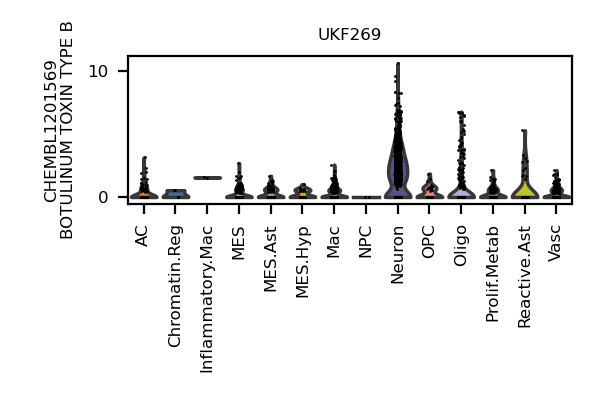 UKF269
CHEMBL1201569
BOTULINUM TOXIN TYPE B
10
0
AC
Chromatin.Reg
Inflammatory.Mac
MES
MES.Ast
MES.Hyp
Mac
NPC
Neuron
OPC
Oligo
Prolif.Metab
Reactive.Ast
Vasc